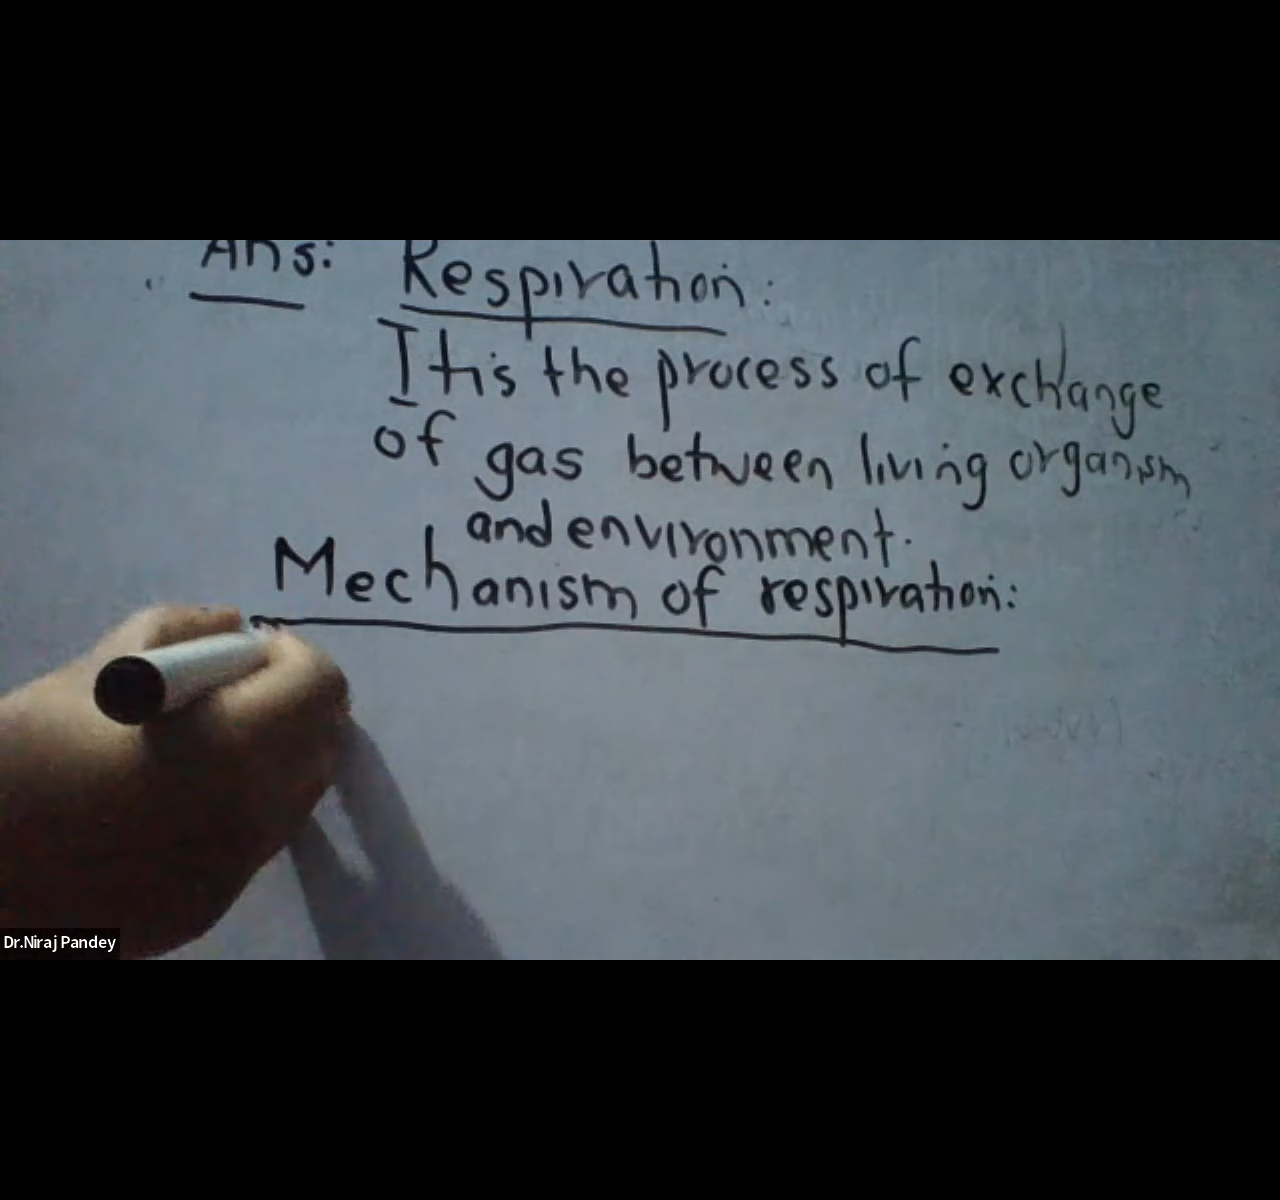 Ans: Respiration:
It is the process of exchange
of gas between living organism
and environment.
Mechanism of respiration:
Dr.Niraj Pandey